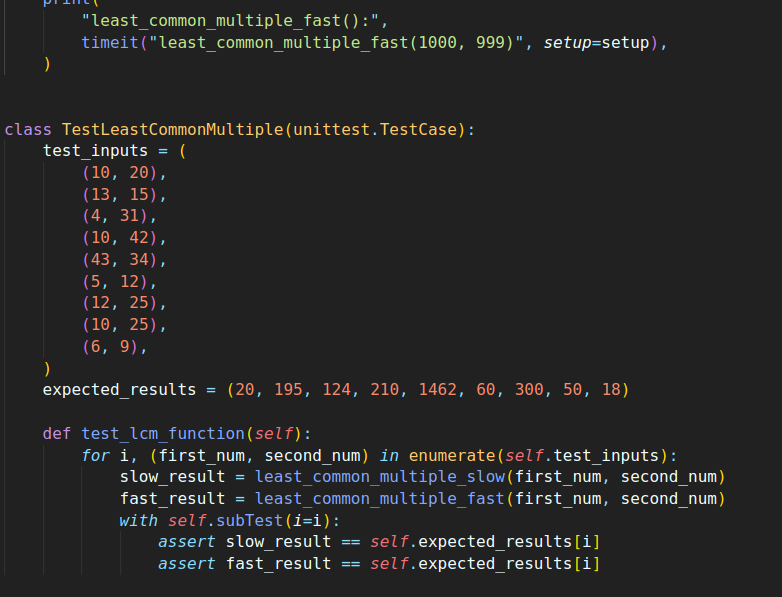 print(
"least_common_multiple_fast():",
timeit("least_common_multiple_fast(1000, 999)", setup=setup),
)
class TestLeastCommonMultiple(unittest.TestCase):
test_inputs = (
(10, 20),
(13, 15),
(4, 31),
(10, 42),
(43, 34),
(5, 12),
(12, 25),
(10, 25),
(6, 9),
)
expected_results = (20, 195, 124, 210, 1462, 60, 300, 50, 18)
def test_lcm_function(self):
for i, (first_num, second_num) in enumerate(self.test_inputs):
slow_result = least_common_multiple_slow(first_num, second_num)
fast_result = least_common_multiple_fast(first_num, second_num)
with self.subTest(i=i):
assert slow_result == self.expected_results[i]
assert fast_result == self.expected_results[i]